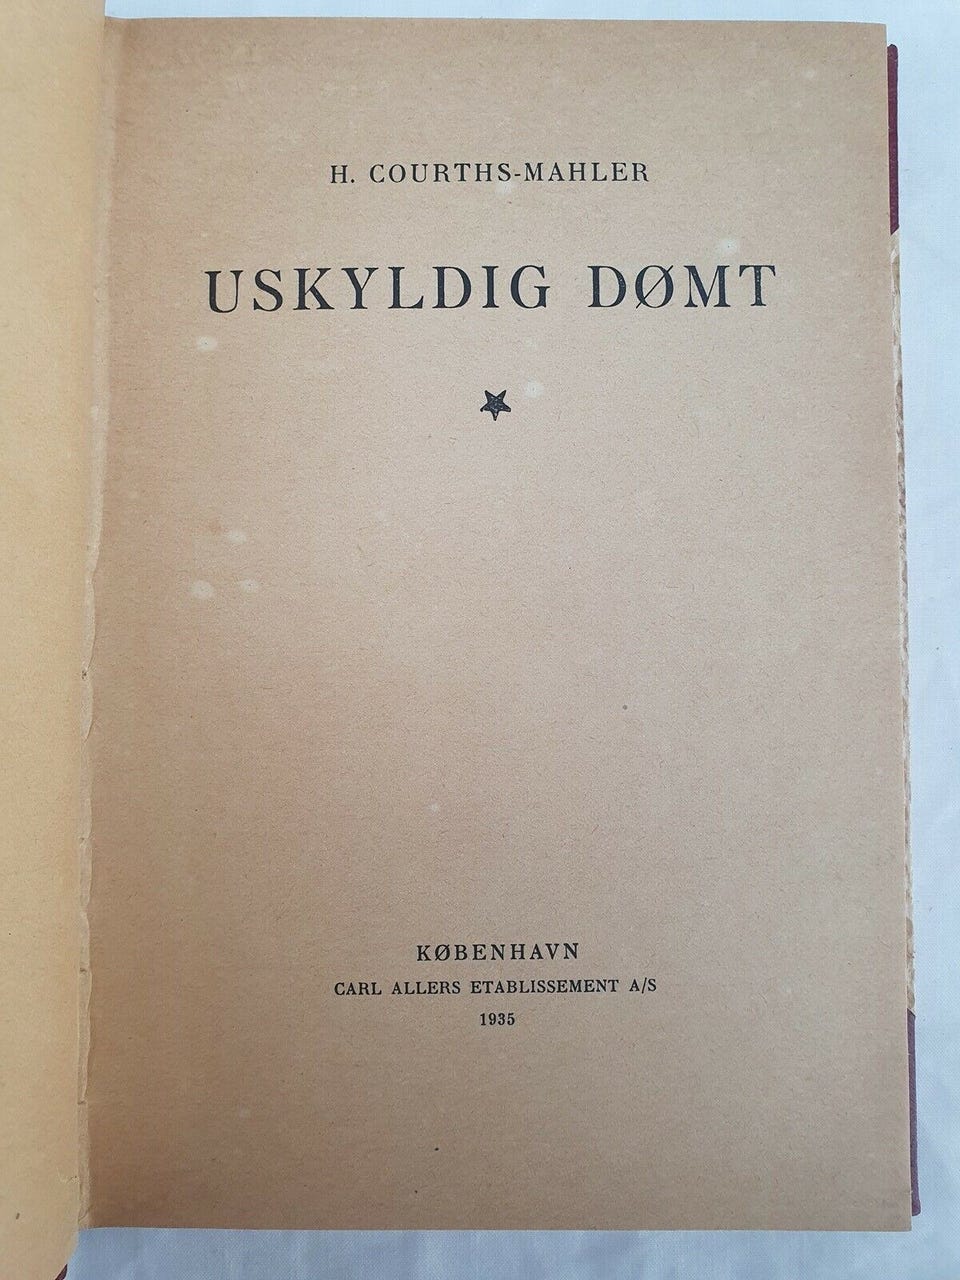 H. COURTHS-MAHLER
USKYLDIG DØMT
KØBENHAVN
CARL ALLERS ETABLISSEMENT A/S
1935